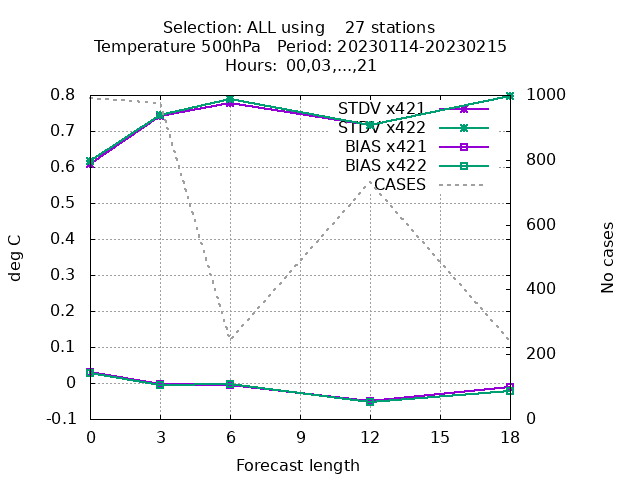 Selection: ALL using    27 stations
Temperature 500hPa   Period: 20230114-20230215
Hours:  00,03,...,21
0.8
0.7
0.6
0.5
0.4
0.3
0.2
0.1
0
-0.1
1000
800
600
400
200
0
0 3 6 9 12 15 18
deg C
No cases
Forecast length
STDV x421
STDV x422
BIAS x421
BIAS x422
CASES